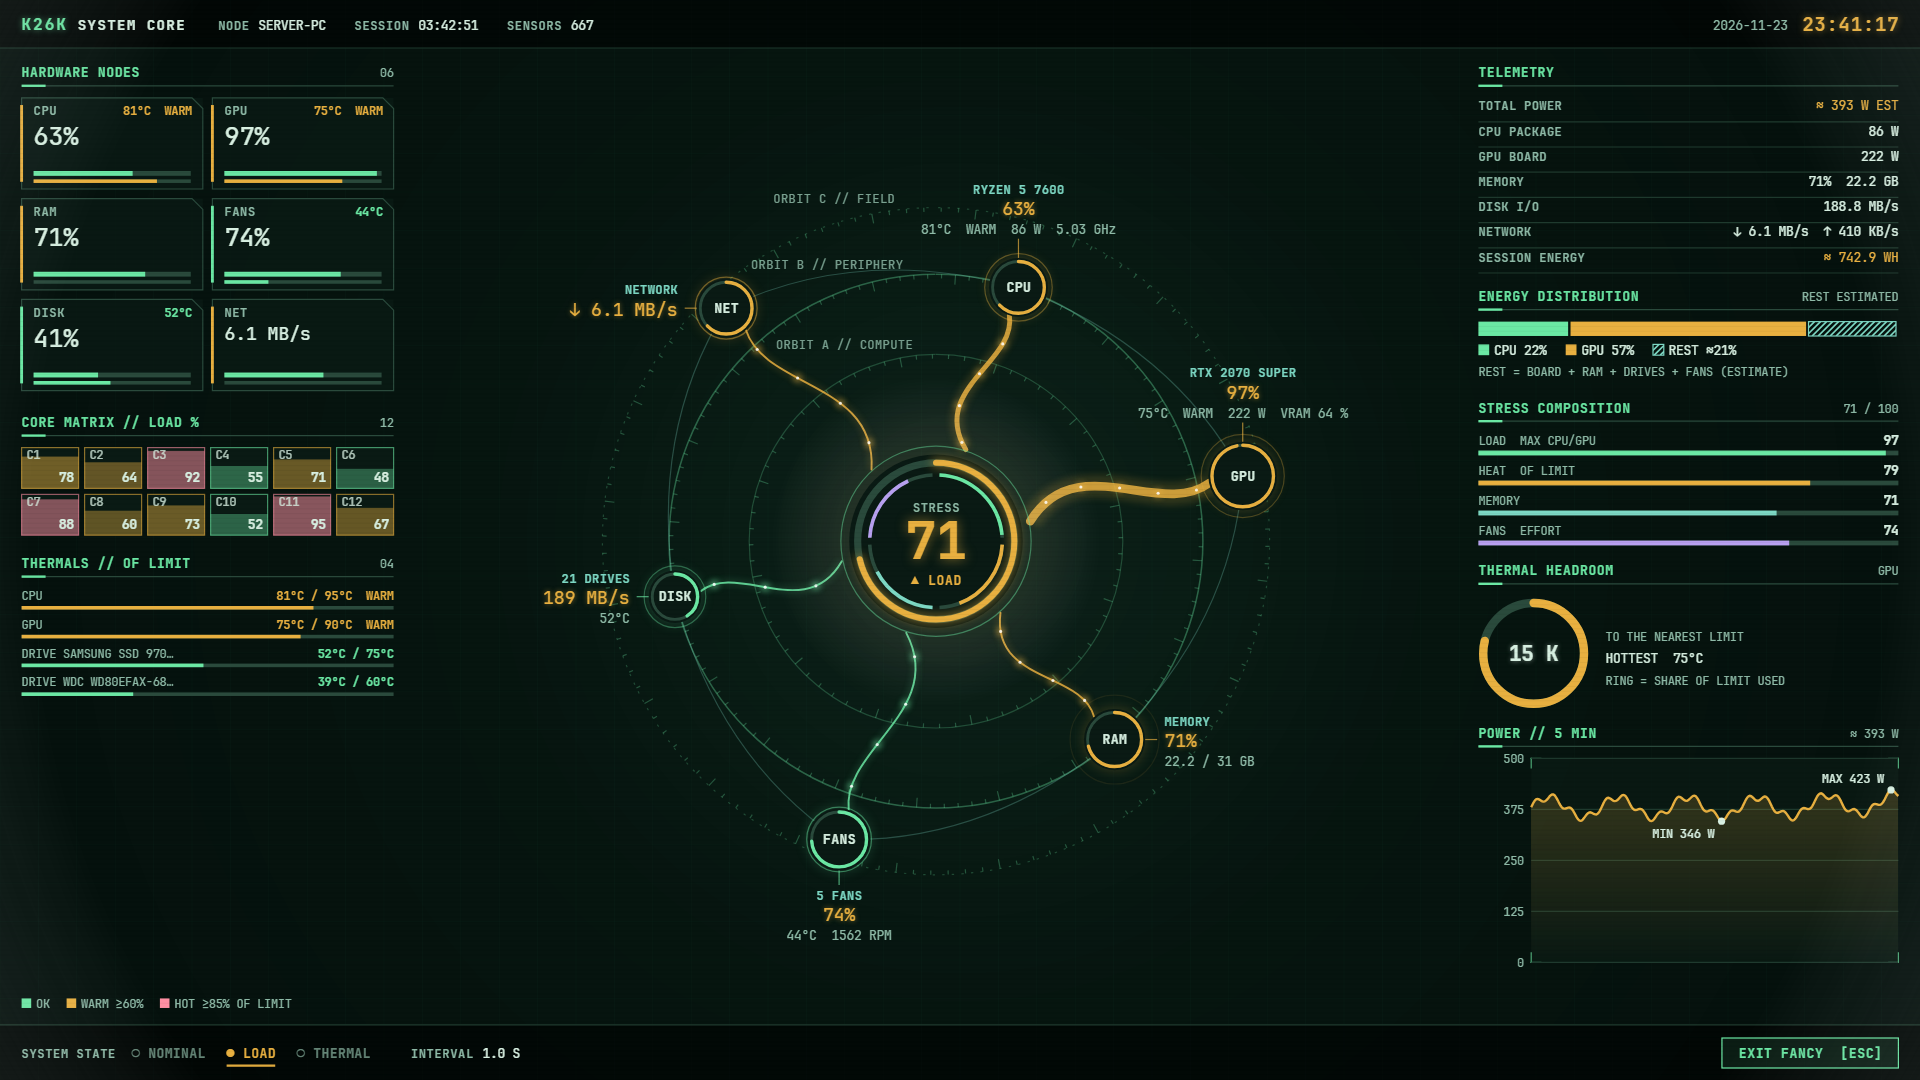 K26K SYSTEM CORE NODE SERVER-PC SESSION 03:42:51 SENSORS 667 2026-11-23 23:41:17
HARDWARE NODES 06
CPU 81°C WARM
63%
GPU 75°C WARM
97%
RAM
71%
FANS 44°C
74%
DISK 52°C
41%
NET
6.1 MB/s
CORE MATRIX // LOAD % 12
C1 78
C2 64
C3 92
C4 55
C5 71
C6 48
C7 88
C8 60
C9 73
C10 52
C11 95
C12 67
THERMALS // OF LIMIT 04
CPU 81°C / 95°C WARM
GPU 75°C / 90°C WARM
DRIVE SAMSUNG SSD 970… 52°C / 75°C
DRIVE WDC WD80EFAX-68… 39°C / 60°C
OK WARM ≥60% HOT ≥85% OF LIMIT
ORBIT C // FIELD
ORBIT B // PERIPHERY
ORBIT A // COMPUTE
RYZEN 5 7600
63%
81°C WARM 86 W 5.03 GHz
CPU
NETWORK
↓ 6.1 MB/s
NET
RTX 2070 SUPER
97%
75°C WARM 222 W VRAM 64 %
GPU
STRESS
71
▲ LOAD
21 DRIVES
189 MB/s
52°C
DISK
MEMORY
71%
22.2 / 31 GB
RAM
FANS
5 FANS
74%
44°C 1562 RPM
TELEMETRY
TOTAL POWER ≈ 393 W EST
CPU PACKAGE 86 W
GPU BOARD 222 W
MEMORY 71% 22.2 GB
DISK I/O 188.8 MB/s
NETWORK ↓ 6.1 MB/s ↑ 410 KB/s
SESSION ENERGY ≈ 742.9 WH
ENERGY DISTRIBUTION REST ESTIMATED
CPU 22% GPU 57% REST ≈21%
REST = BOARD + RAM + DRIVES + FANS (ESTIMATE)
STRESS COMPOSITION 71 / 100
LOAD MAX CPU/GPU 97
HEAT OF LIMIT 79
MEMORY 71
FANS EFFORT 74
THERMAL HEADROOM GPU
15 K
TO THE NEAREST LIMIT
HOTTEST 75°C
RING = SHARE OF LIMIT USED
POWER // 5 MIN ≈ 393 W
500
375
250
125
0
MAX 423 W
MIN 346 W
SYSTEM STATE NOMINAL LOAD THERMAL INTERVAL 1.0 S EXIT FANCY [ESC]